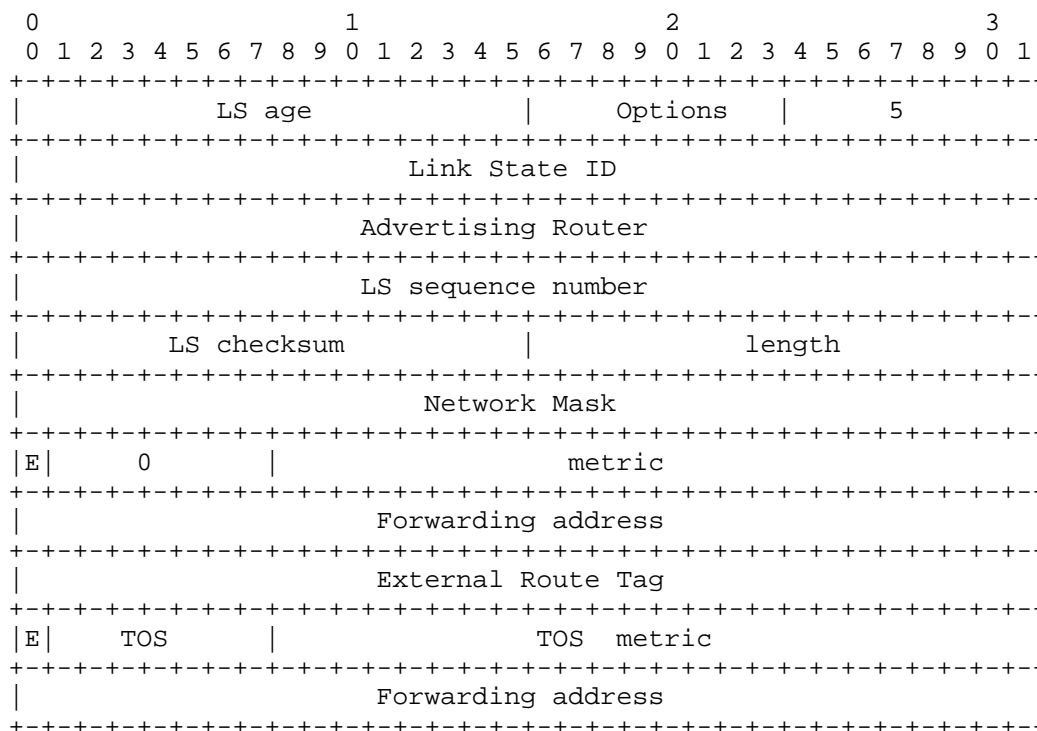 0                   1                   2                   3
0 1 2 3 4 5 6 7 8 9 0 1 2 3 4 5 6 7 8 9 0 1 2 3 4 5 6 7 8 9 0 1
+-+-+-+-+-+-+-+-+-+-+-+-+-+-+-+-+-+-+-+-+-+-+-+-+-+-+-+-+-+-+-+-
|            LS age             |     Options   |      5
+-+-+-+-+-+-+-+-+-+-+-+-+-+-+-+-+-+-+-+-+-+-+-+-+-+-+-+-+-+-+-+-
|                        Link State ID
+-+-+-+-+-+-+-+-+-+-+-+-+-+-+-+-+-+-+-+-+-+-+-+-+-+-+-+-+-+-+-+-
|                     Advertising Router
+-+-+-+-+-+-+-+-+-+-+-+-+-+-+-+-+-+-+-+-+-+-+-+-+-+-+-+-+-+-+-+-
|                     LS sequence number
+-+-+-+-+-+-+-+-+-+-+-+-+-+-+-+-+-+-+-+-+-+-+-+-+-+-+-+-+-+-+-+-
|         LS checksum           |             length
+-+-+-+-+-+-+-+-+-+-+-+-+-+-+-+-+-+-+-+-+-+-+-+-+-+-+-+-+-+-+-+-
|                         Network Mask
+-+-+-+-+-+-+-+-+-+-+-+-+-+-+-+-+-+-+-+-+-+-+-+-+-+-+-+-+-+-+-+-
|E|     0       |                  metric
+-+-+-+-+-+-+-+-+-+-+-+-+-+-+-+-+-+-+-+-+-+-+-+-+-+-+-+-+-+-+-+-
|                      Forwarding address
+-+-+-+-+-+-+-+-+-+-+-+-+-+-+-+-+-+-+-+-+-+-+-+-+-+-+-+-+-+-+-+-
|                      External Route Tag
+-+-+-+-+-+-+-+-+-+-+-+-+-+-+-+-+-+-+-+-+-+-+-+-+-+-+-+-+-+-+-+-
|E|    TOS      |                TOS  metric
+-+-+-+-+-+-+-+-+-+-+-+-+-+-+-+-+-+-+-+-+-+-+-+-+-+-+-+-+-+-+-+-
|                      Forwarding address
+-+-+-+-+-+-+-+-+-+-+-+-+-+-+-+-+-+-+-+-+-+-+-+-+-+-+-+-+-+-+-+-